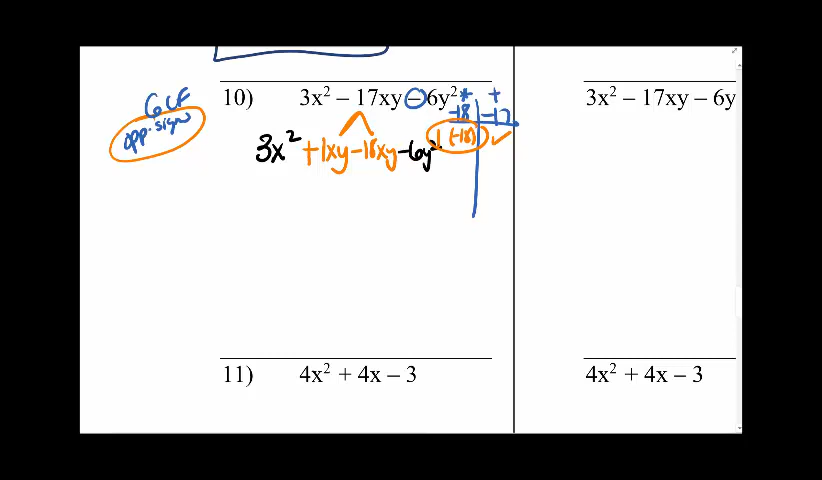 10) 3x² – 17xy – 6y² * +
GCF -18 -17
opp. signs 1 (-18) ✓
3x² +1xy -18xy -6y²
3x² – 17xy – 6y
11) 4x² + 4x – 3
4x² + 4x – 3